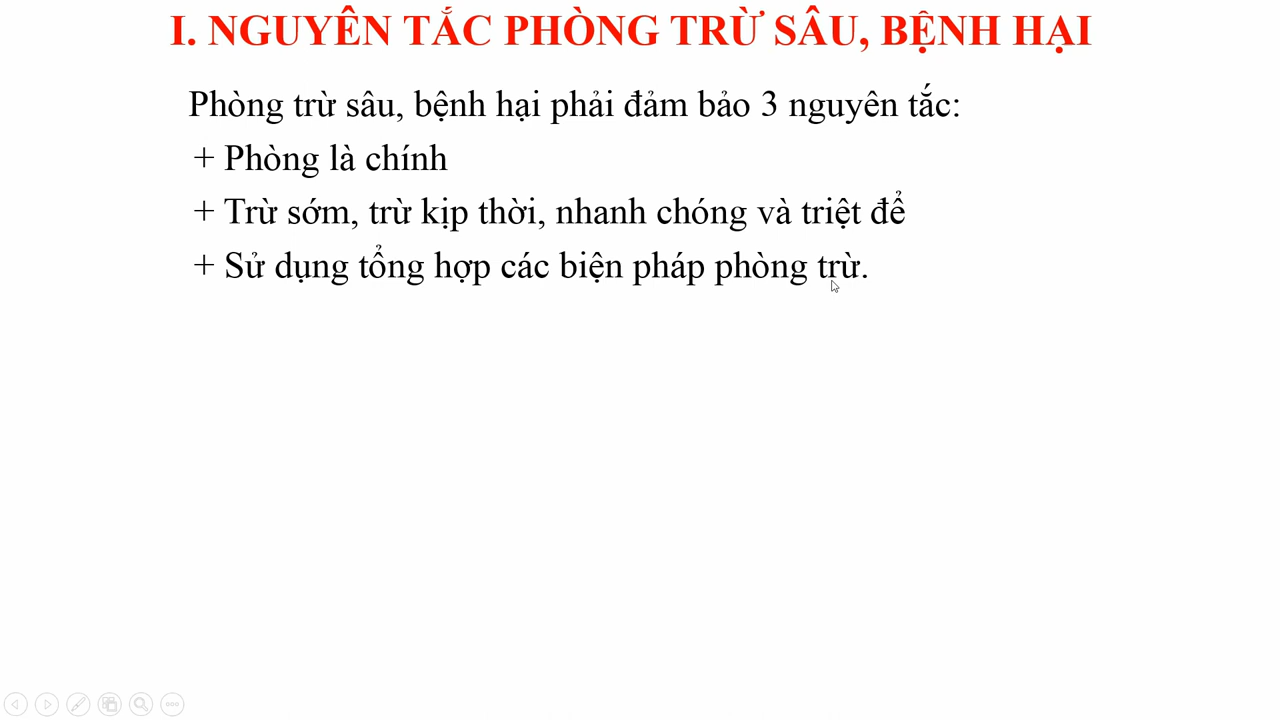 I. NGUYÊN TẮC PHÒNG TRỪ SÂU, BỆNH HẠI
Phòng trừ sâu, bệnh hại phải đảm bảo 3 nguyên tắc:
+ Phòng là chính
+ Trừ sớm, trừ kịp thời, nhanh chóng và triệt để
+ Sử dụng tổng hợp các biện pháp phòng trừ.